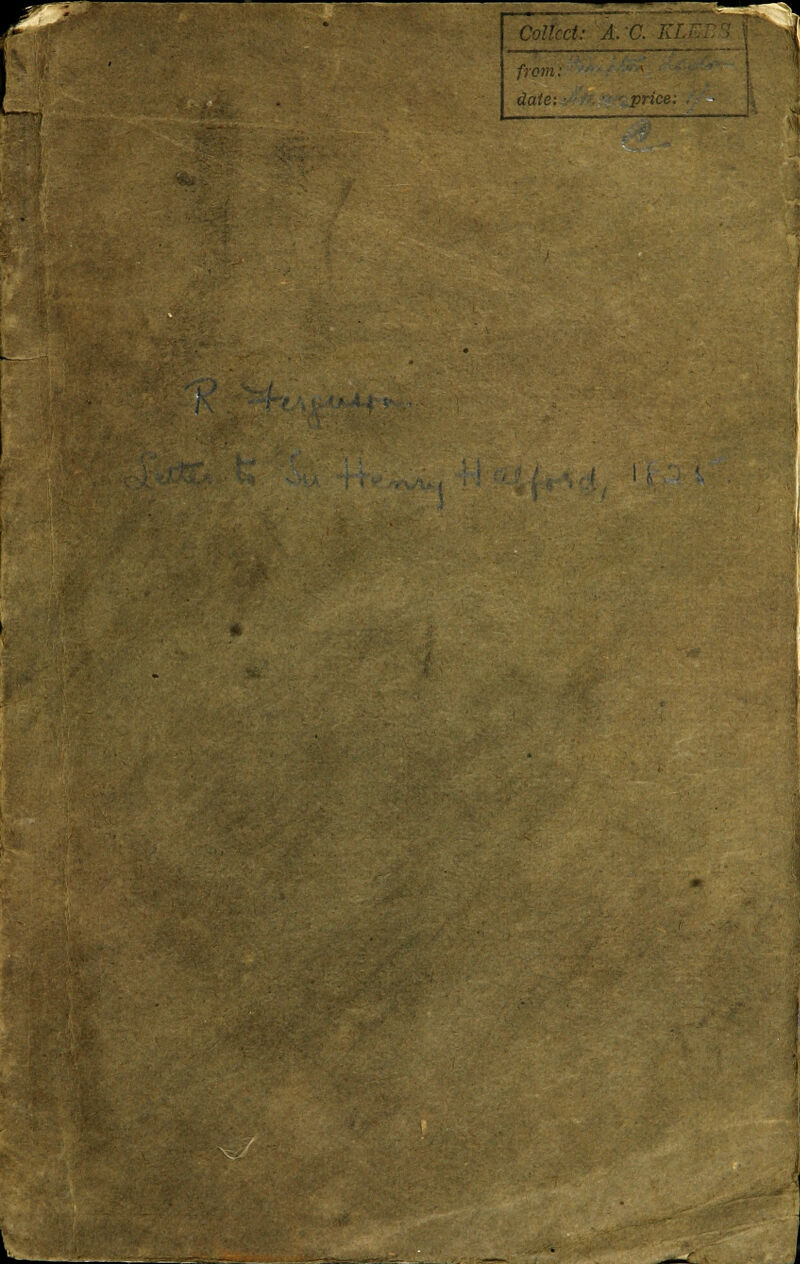 Collect: A. C. KLEBS
from:
date: price:
R Ferguson.
Letter to Sir Henry Halford, 1825.